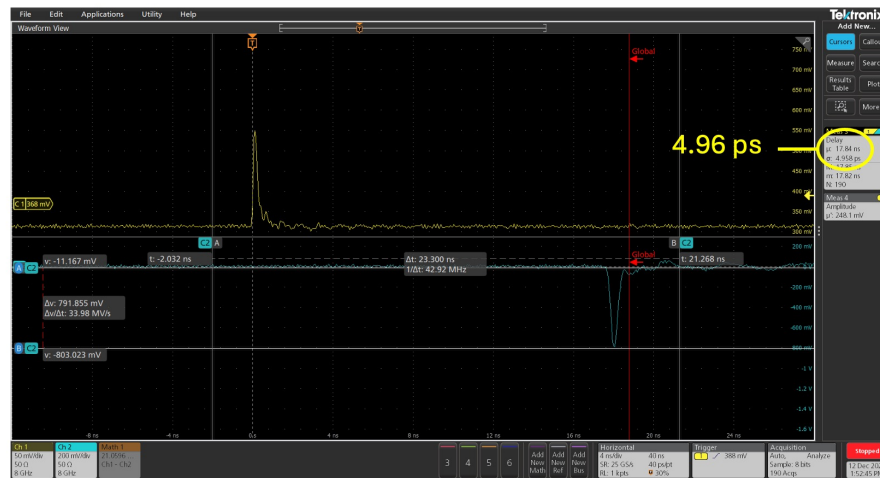 File Edit Applications Utility Help
Tektronix
Waveform View
Add New...
Cursors
Measure
Results Table
More
T
750 mV
700 mV
650 mV
600 mV
550 mV
450 mV
400 mV
350 mV
300 mV
Global
4.96 ps
Delay
µ: 17.84 ns
σ: 4.958 ps
m: 17.82 ns
N: 190
Meas 4
Amplitude
µ': 248.1 mV
C 1 368 mV
C2 A
B C2
200 mV
A C2
v: -11.167 mV
t: -2.032 ns
Δt: 23.300 ns
1/Δt: 42.92 MHz
Global
t: 21.268 ns
Δv: 791.855 mV
Δv/Δt: 33.98 MV/s
-200 mV
-400 mV
-600 mV
-800 mV
B C2
v: -803.023 mV
-1 V
-1.2 V
-1.4 V
-1.6 V
-8 ns -4 ns 0 s 4 ns 8 ns 12 ns 16 ns 20 ns 24 ns
Ch 1
50 mV/div
50 Ω
8 GHz
Ch 2
200 mV/div
50 Ω
8 GHz
Math 1
Ch1 - Ch2
3 4 5 6
Add New Math
Add New Ref
Add New Bus
Horizontal
4 ns/div 40 ns
SR: 25 GS/s 40 ps/pt
RL: 1 kpts 30%
Trigger
1 388 mV
Acquisition
Auto, Analyze
Sample: 8 bits
190 Acqs
Stopped
12 Dec
1:52:45 PM